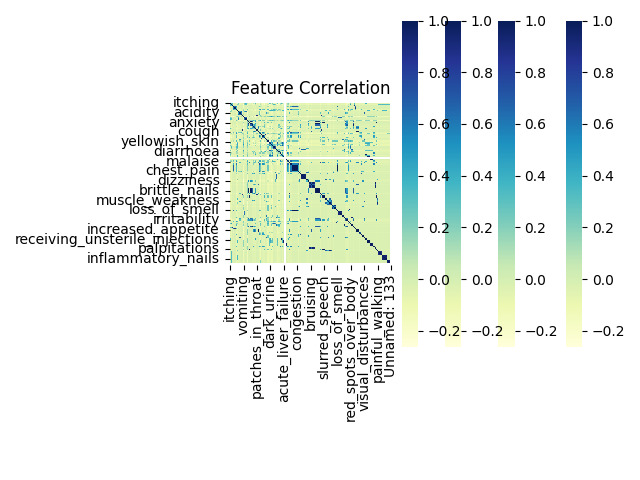 Feature Correlation
itching
acidity
anxiety
cough
yellowish_skin
diarrhoea
malaise
chest_pain
dizziness
brittle_nails
muscle_weakness
loss_of_smell
irritability
increased_appetite
receiving_unsterile_injections
palpitations
inflammatory_nails
itching
vomiting
patches_in_throat
dark_urine
acute_liver_failure
congestion
bruising
slurred_speech
loss_of_smell
red_spots_over_body
visual_disturbances
painful_walking
Unnamed: 133
1.0
0.8
0.6
0.4
0.2
0.0
−0.2
1.0
0.8
0.6
0.4
0.2
0.0
−0.2
1.0
0.8
0.6
0.4
0.2
0.0
−0.2
1.0
0.8
0.6
0.4
0.2
0.0
−0.2